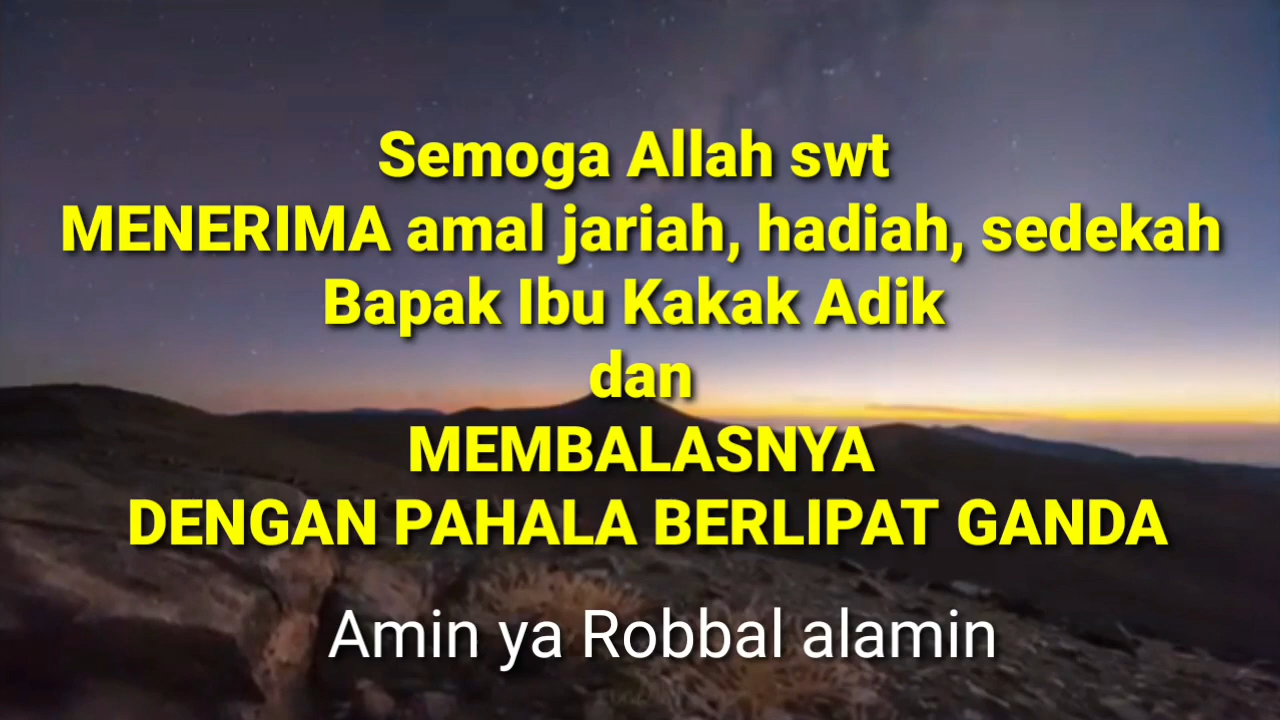 Semoga Allah swt
MENERIMA amal jariah, hadiah, sedekah
Bapak Ibu Kakak Adik
dan
MEMBALASNYA
DENGAN PAHALA BERLIPAT GANDA
Amin ya Robbal alamin